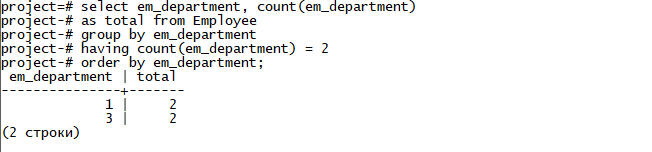 project=# select em_department, count(em_department)
project-# as total from Employee
project-# group by em_department
project-# having count(em_department) = 2
project-# order by em_department;
 em_department | total
---------------+-------
             1 |     2
             3 |     2
(2 строки)